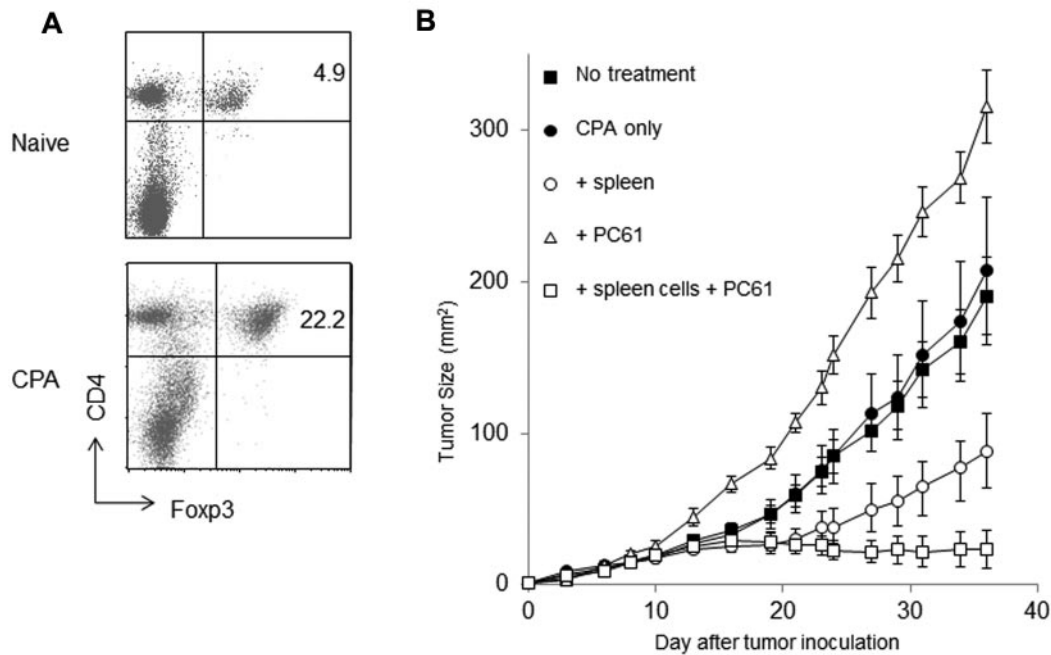 A
Naive
4.9
CPA
22.2
CD4
Foxp3
B
No treatment
CPA only
+ spleen
+ PC61
+ spleen cells + PC61
Tumor Size (mm²)
300
200
100
0
0 10 20 30 40
Day after tumor inoculation